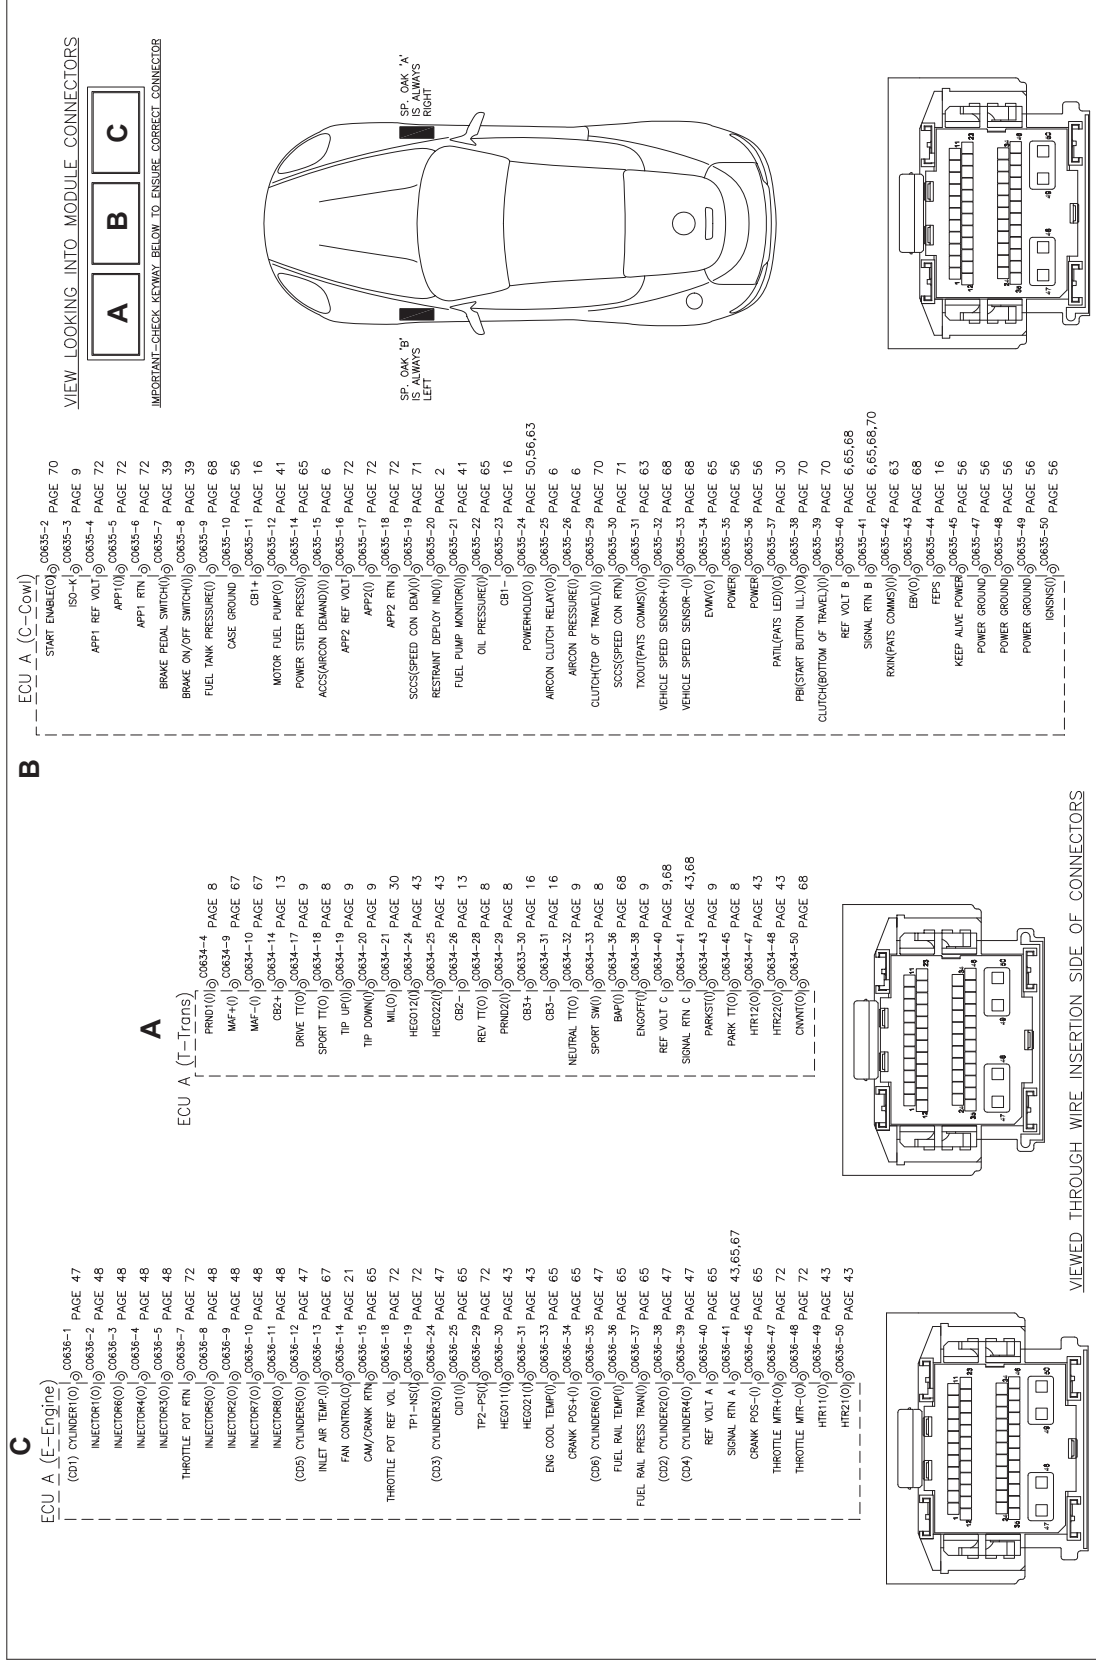 C
ECU A (E-Engine)
(CD1) CYLINDER1(O) C0636-1 PAGE 47
INJECTOR1(O) C0636-2 PAGE 48
INJECTOR6(O) C0636-3 PAGE 48
INJECTOR4(O) C0636-4 PAGE 48
INJECTOR3(O) C0636-5 PAGE 48
THROTTLE POT RTN C0636-7 PAGE 72
INJECTOR5(O) C0636-8 PAGE 48
INJECTOR2(O) C0636-9 PAGE 48
INJECTOR7(O) C0636-10 PAGE 48
INJECTOR8(O) C0636-11 PAGE 48
(CD5) CYLINDER5(O) C0636-12 PAGE 47
INLET AIR TEMP.(I) C0636-13 PAGE 67
FAN CONTROL(O) C0636-14 PAGE 21
CAM/CRANK RTN C0636-15 PAGE 65
THROTTLE POT REF VOL C0636-18 PAGE 72
TP1-NS(I) C0636-19 PAGE 72
(CD3) CYLINDER3(O) C0636-24 PAGE 47
CID1(I) C0636-25 PAGE 65
TP2-PS(I) C0636-29 PAGE 72
HEGO11(I) C0636-30 PAGE 43
HEGO21(I) C0636-31 PAGE 43
ENG COOL TEMP(I) C0636-33 PAGE 65
CRANK POS+(I) C0636-34 PAGE 65
(CD6) CYLINDER6(O) C0636-35 PAGE 47
FUEL RAIL TEMP(I) C0636-36 PAGE 65
FUEL RAIL PRESS TRAN(I) C0636-37 PAGE 65
(CD2) CYLINDER2(O) C0636-38 PAGE 47
(CD4) CYLINDER4(O) C0636-39 PAGE 47
REF VOLT A C0636-40 PAGE 65
SIGNAL RTN A C0636-41 PAGE 43,65,67
CRANK POS-(I) C0636-45 PAGE 65
THROTTLE MTR+(O) C0636-47 PAGE 72
THROTTLE MTR-(O) C0636-48 PAGE 72
HTR11(O) C0636-49 PAGE 43
HTR21(O) C0636-50 PAGE 43
1 11
12 23
24 34
35 46
47 48 49 50
A
ECU A (T-Trans)
PRND1(I) C0634-4 PAGE 8
MAF+(I) C0634-9 PAGE 67
MAF-(I) C0634-10 PAGE 67
CB2+ C0634-14 PAGE 13
DRIVE TT(O) C0634-17 PAGE 9
SPORT TT(O) C0634-18 PAGE 8
TIP UP(I) C0634-19 PAGE 9
TIP DOWN(I) C0634-20 PAGE 9
MIL(O) C0634-21 PAGE 30
HEGO12(I) C0634-24 PAGE 43
HEGO22(I) C0634-25 PAGE 43
CB2- C0634-26 PAGE 13
REV TT(O) C0634-28 PAGE 8
PRND2(I) C0634-29 PAGE 8
CB3+ C0633-30 PAGE 16
CB3- C0634-31 PAGE 16
NEUTRAL TT(O) C0634-32 PAGE 9
SPORT SW(I) C0634-33 PAGE 8
BAP(I) C0634-36 PAGE 68
ENGOFF(I) C0634-38 PAGE 9
REF VOLT C C0634-40 PAGE 9,68
SIGNAL RTN C C0634-41 PAGE 43,68
PARKST(I) C0634-43 PAGE 9
PARK TT(O) C0634-45 PAGE 8
HTR12(O) C0634-47 PAGE 43
HTR22(O) C0634-48 PAGE 43
CNVNT(O) C0634-50 PAGE 68
1 11
12 23
24 34
35 46
47 48 49 50
VIEWED THROUGH WIRE INSERTION SIDE OF CONNECTORS
B
ECU A (C-Cowl)
START ENABLE(O) C0635-2 PAGE 70
ISO-K C0635-3 PAGE 9
APP1 REF VOLT C0635-4 PAGE 72
APP1(I) C0635-5 PAGE 72
APP1 RTN C0635-6 PAGE 72
BRAKE PEDAL SWITCH(I) C0635-7 PAGE 39
BRAKE ON/OFF SWITCH(I) C0635-8 PAGE 39
FUEL TANK PRESSURE(I) C0635-9 PAGE 68
CASE GROUND C0635-10 PAGE 56
CB1+ C0635-11 PAGE 16
MOTOR FUEL PUMP(O) C0635-12 PAGE 41
POWER STEER PRESS(I) C0635-14 PAGE 65
ACCS(AIRCON DEMAND)(I) C0635-15 PAGE 6
APP2 REF VOLT C0635-16 PAGE 72
APP2(I) C0635-17 PAGE 72
APP2 RTN C0635-18 PAGE 72
SCCS(SPEED CON DEM)(I) C0635-19 PAGE 71
RESTRAINT DEPLOY IND(I) C0635-20 PAGE 2
FUEL PUMP MONITOR(I) C0635-21 PAGE 41
OIL PRESSURE(I) C0635-22 PAGE 65
CB1- C0635-23 PAGE 16
POWERHOLD(O) C0635-24 PAGE 50,56,63
AIRCON CLUTCH RELAY(O) C0635-25 PAGE 6
AIRCON PRESSURE(I) C0635-26 PAGE 6
CLUTCH(TOP OF TRAVEL)(I) C0635-29 PAGE 70
SCCS(SPEED CON RTN) C0635-30 PAGE 71
TXOUT(PATS COMMS)(O) C0635-31 PAGE 63
VEHICLE SPEED SENSOR+(I) C0635-32 PAGE 68
VEHICLE SPEED SENSOR-(I) C0635-33 PAGE 68
EVMV(O) C0635-34 PAGE 65
POWER C0635-35 PAGE 56
POWER C0635-36 PAGE 56
PATIL(PATS LED)(O) C0635-37 PAGE 30
PBI(START BUTTON ILL.)(O) C0635-38 PAGE 70
CLUTCH(BOTTOM OF TRAVEL)(I) C0635-39 PAGE 70
REF VOLT B C0635-40 PAGE 6,65,68
SIGNAL RTN B C0635-41 PAGE 6,65,68,70
RXIN(PATS COMMS)(I) C0635-42 PAGE 63
EBV(O) C0635-43 PAGE 68
FEPS C0635-44 PAGE 16
KEEP ALIVE POWER C0635-45 PAGE 56
POWER GROUND C0635-47 PAGE 56
POWER GROUND C0635-48 PAGE 56
POWER GROUND C0635-49 PAGE 56
IGNSNS(I) C0635-50 PAGE 56
VIEW LOOKING INTO MODULE CONNECTORS
A B C
IMPORTANT-CHECK KEYWAY BELOW TO ENSURE CORRECT CONNECTOR
SP. OAK 'B'
IS ALWAYS
LEFT
SP. OAK 'A'
IS ALWAYS
RIGHT
1 11
12 23
24 34
35 46
47 48 49 50